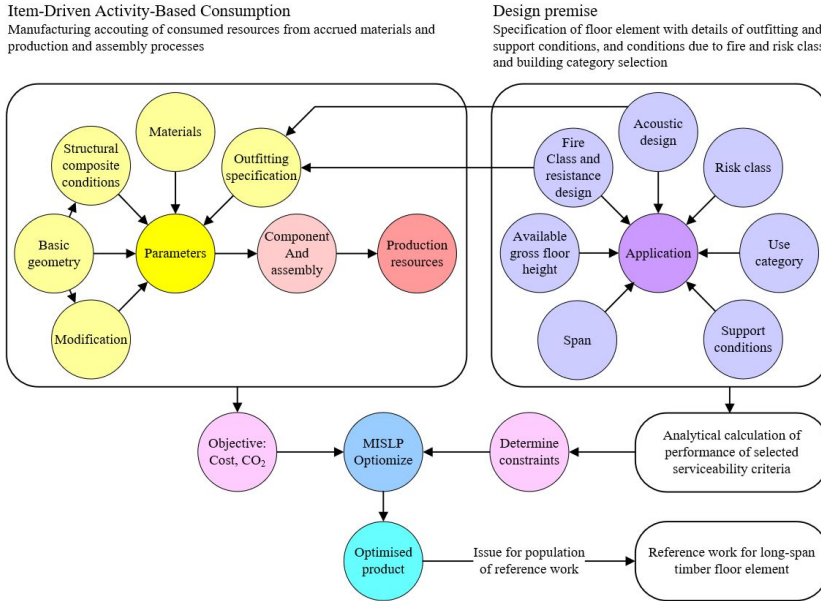 Item-Driven Activity-Based Consumption
Manufacturing accouting of consumed resources from accrued materials and
production and assembly processes
Design premise
Specification of floor element with details of outfitting and
support conditions, and conditions due to fire and risk class
and building category selection
Structural
composite
conditions
Materials
Outfitting
specification
Basic
geometry
Parameters
Component
And
assembly
Production
resources
Modification
Fire
Class and
resistance
design
Acoustic
design
Risk class
Available
gross floor
height
Application
Use
category
Span
Support
conditions
Objective:
Cost, CO₂
MISLP
Optiomize
Determine
constraints
Analytical calculation of
performance of selected
serviceability criteria
Optimised
product
Issue for population
of reference work
Reference work for long-span
timber floor element